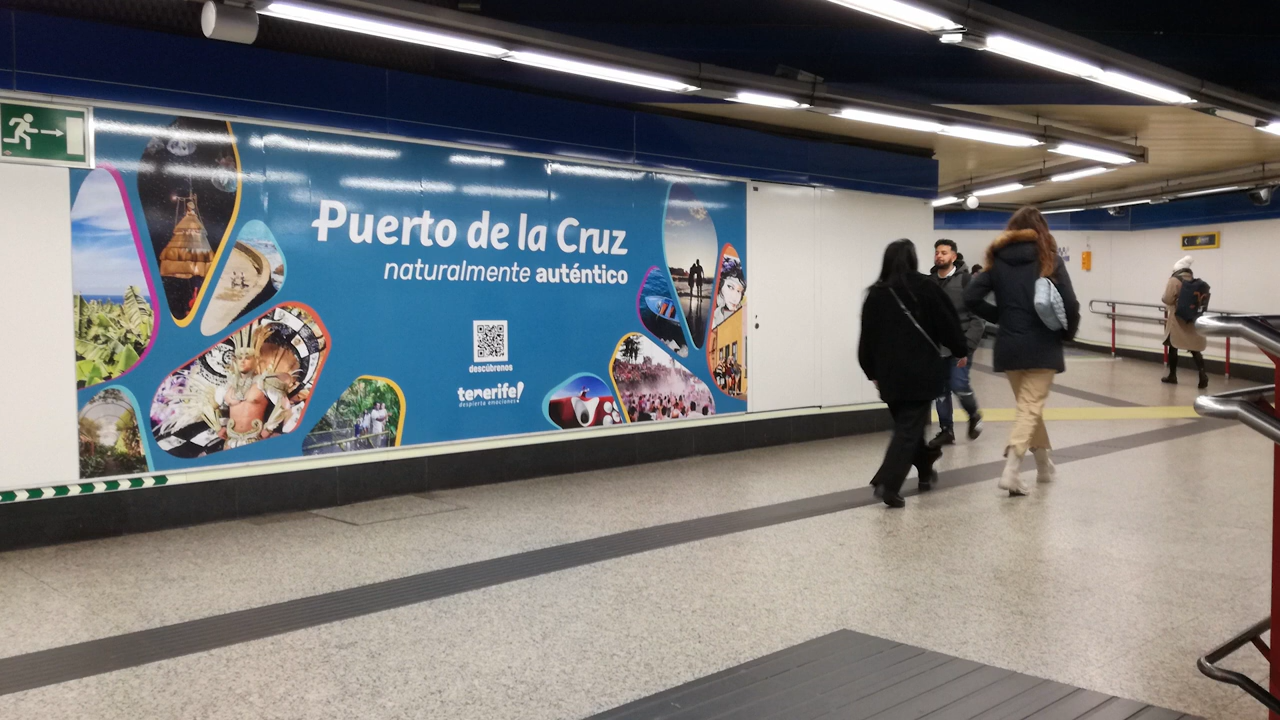 Puerto de la Cruz
naturalmente auténtico
descúbrenos
tenerife!
despierta emociones